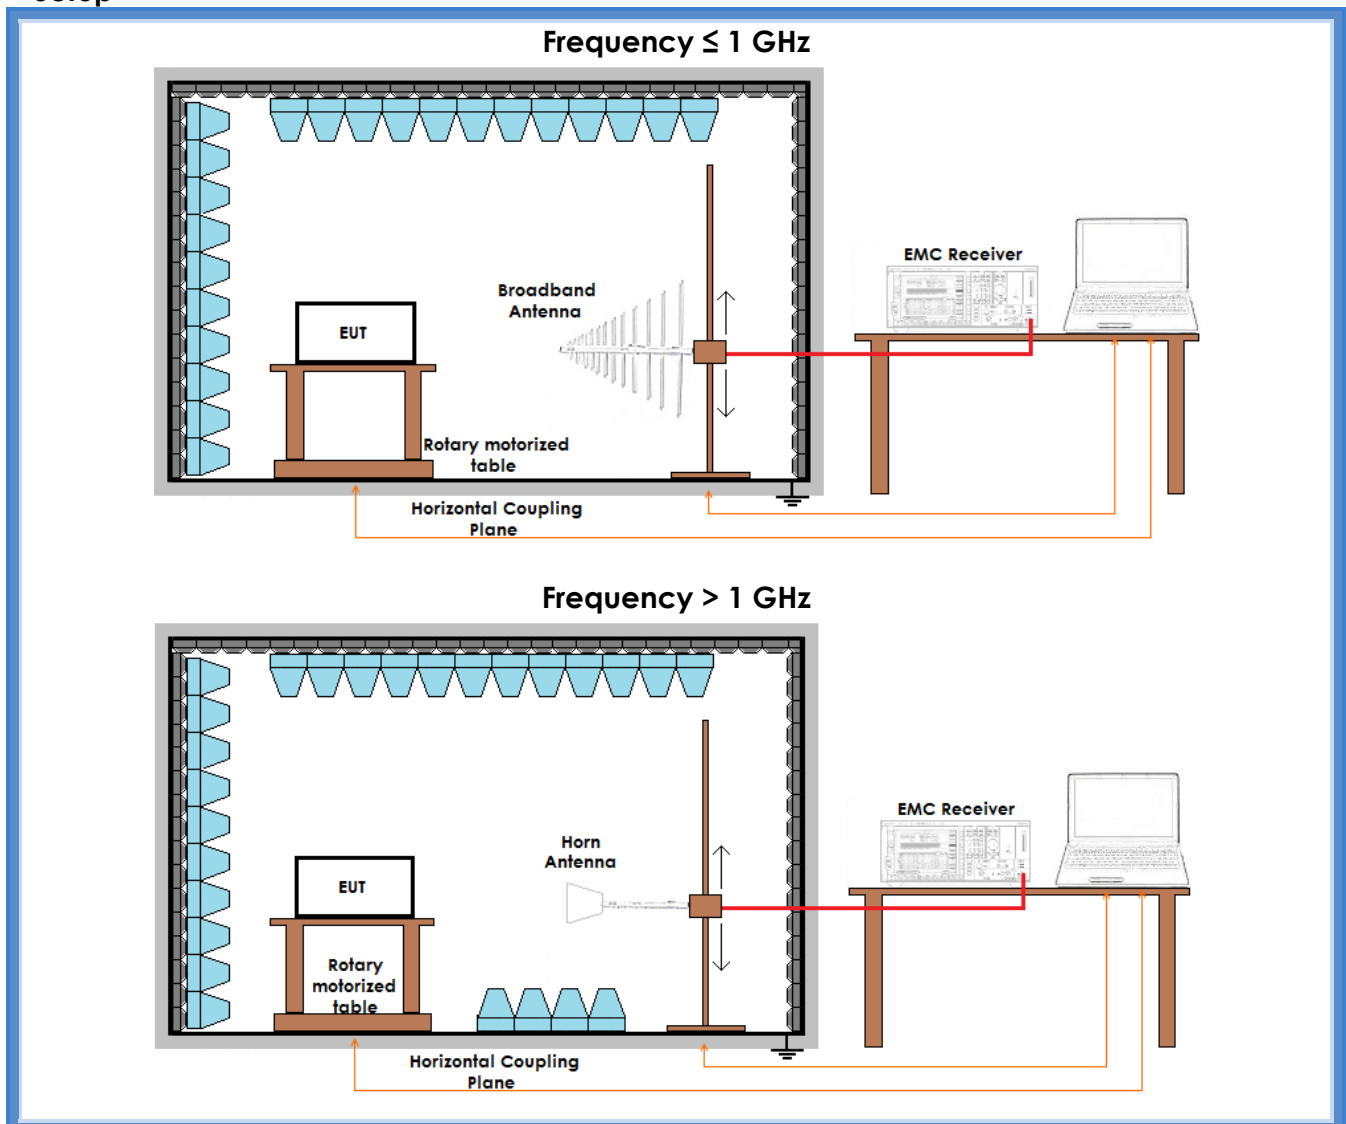 Setup
Frequency ≤ 1 GHz
EMC Receiver
Broadband
Antenna
EUT
Rotary motorized
table
Horizontal Coupling
Plane
Frequency > 1 GHz
EMC Receiver
Horn
Antenna
EUT
Rotary
motorized
table
Horizontal Coupling
Plane